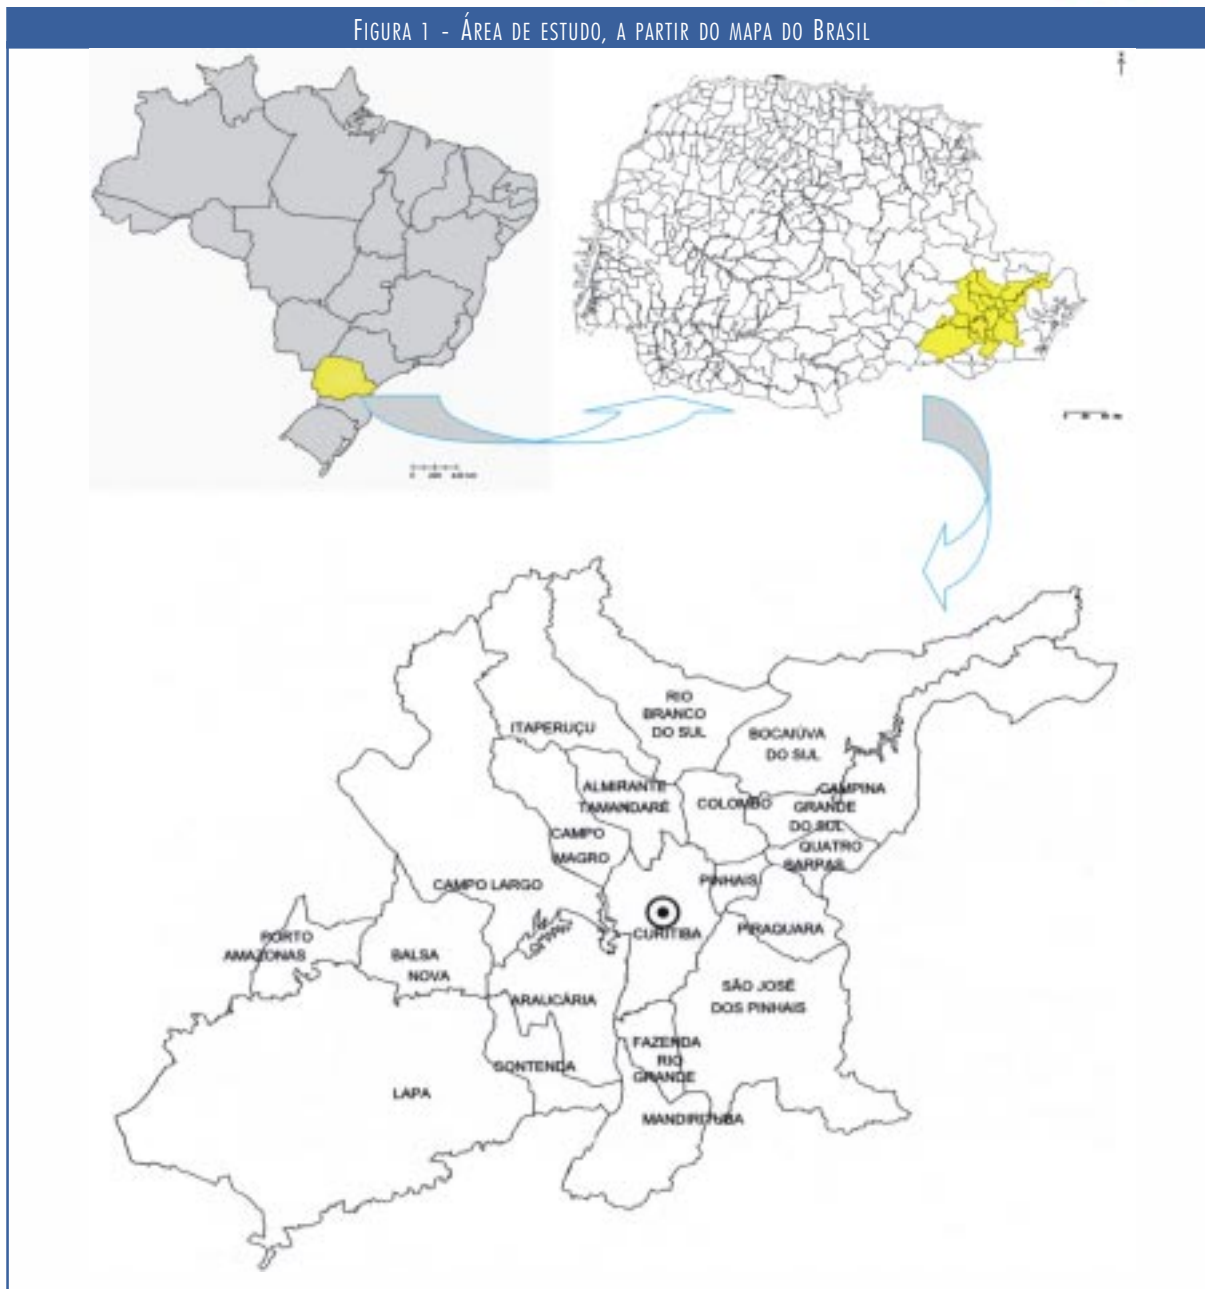 FIGURA 1 - ÁREA DE ESTUDO, A PARTIR DO MAPA DO BRASIL
RIO
BRANCO
DO SUL
ITAPERUÇU
BOCAIÚVA
DO SUL
ALMIRANTE
TAMANDARÉ
COLOMBO
CAMPINA
GRANDE
DO SUL
CAMPO
MAGRO
QUATRO
BARRAS
PINHAIS
CAMPO LARGO
CURITIBA
PIRAQUARA
PORTO
AMAZONAS
BALSA
NOVA
SÃO JOSÉ
DOS PINHAIS
ARAUCÁRIA
FAZENDA
RIO
GRANDE
CONTENDA
LAPA
MANDIRITUBA